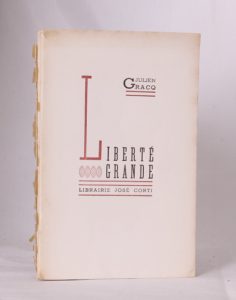 JULIEN
GRACQ
LIBERTÉ
GRANDE
LIBRAIRIE JOSÉ CORTI